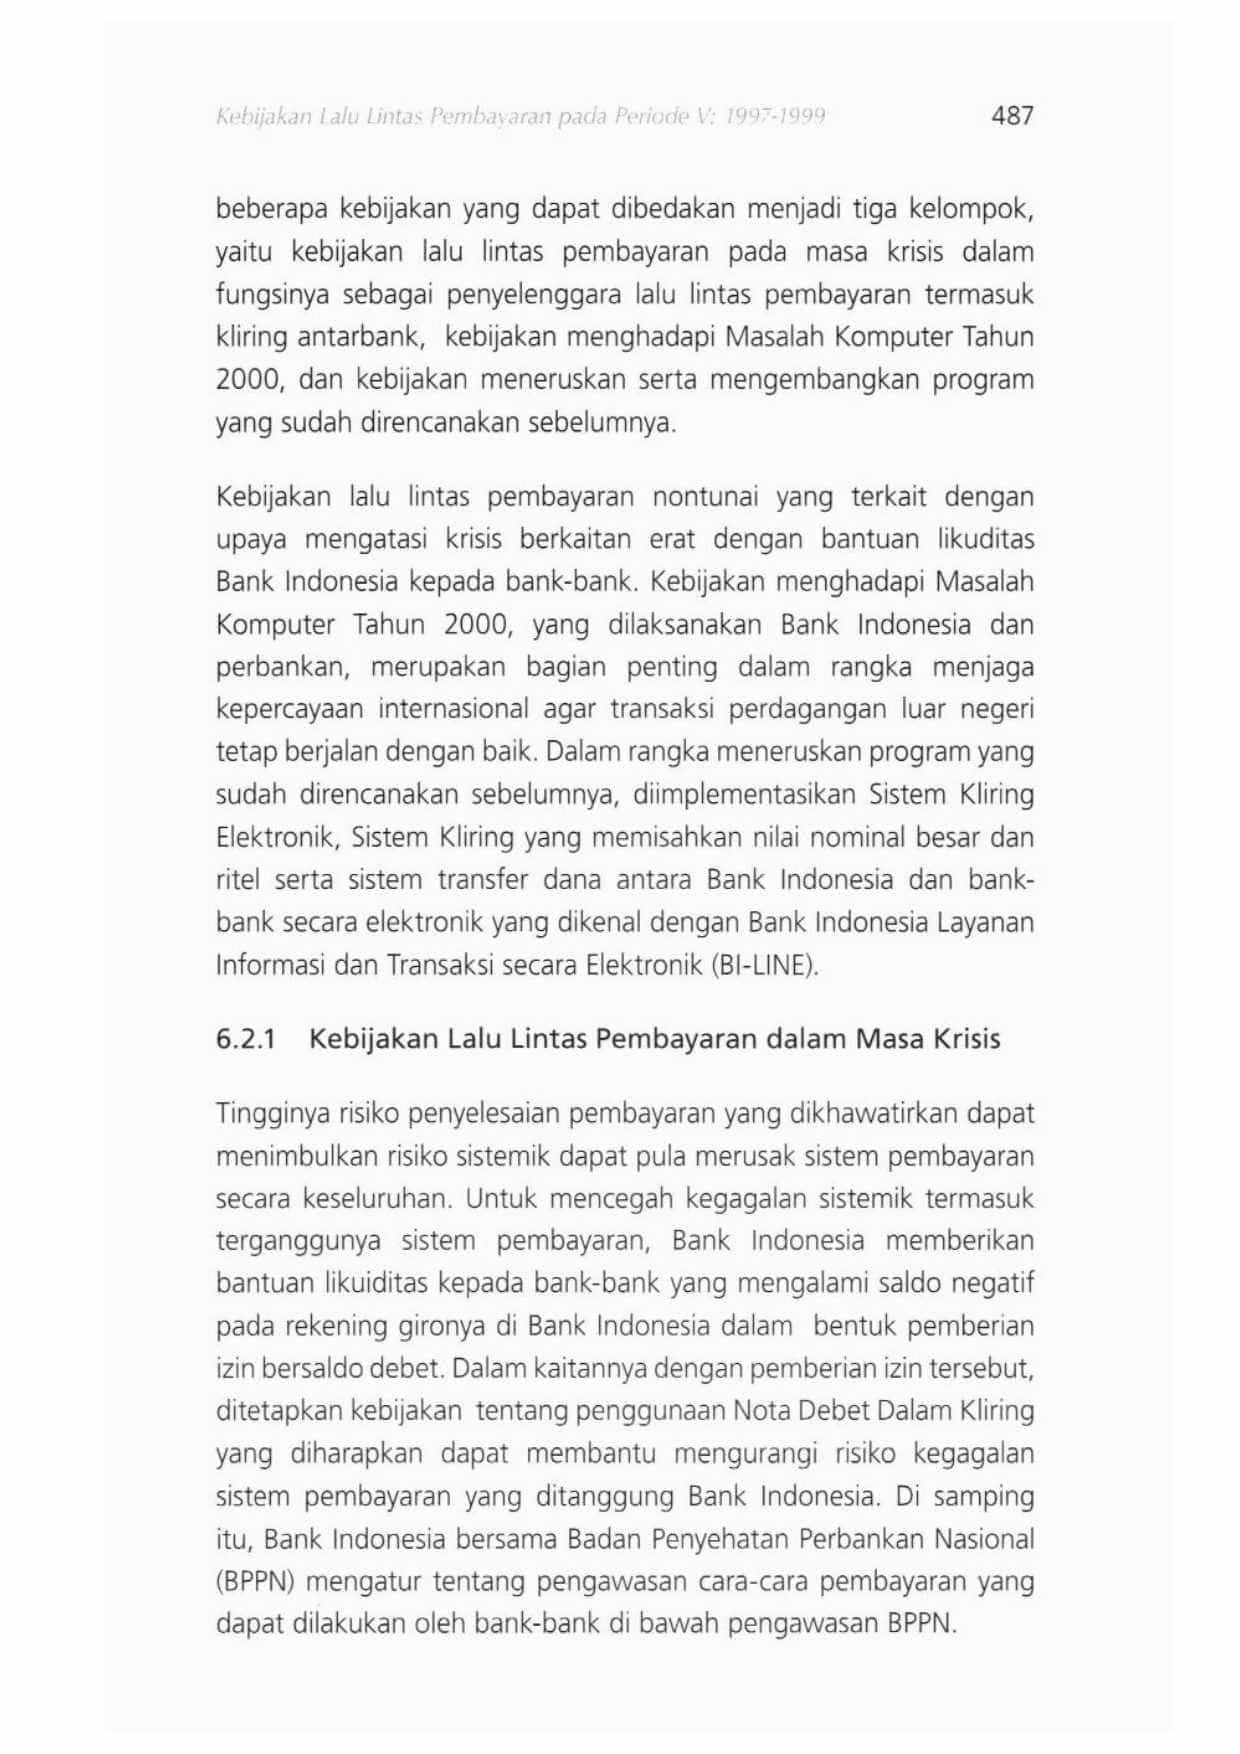 Kebijakan Lalu Lintas Pembayaran pada Periode V: 1997-1999 487
beberapa kebijakan yang dapat dibedakan menjadi tiga kelompok,
yaitu kebijakan lalu lintas pembayaran pada masa krisis dalam
fungsinya sebagai penyelenggara lalu lintas pembayaran termasuk
kliring antarbank, kebijakan menghadapi Masalah Komputer Tahun
2000, dan kebijakan meneruskan serta mengembangkan program
yang sudah direncanakan sebelumnya.
Kebijakan lalu lintas pembayaran nontunai yang terkait dengan
upaya mengatasi krisis berkaitan erat dengan bantuan likuditas
Bank Indonesia kepada bank-bank. Kebijakan menghadapi Masalah
Komputer Tahun 2000, yang dilaksanakan Bank Indonesia dan
perbankan, merupakan bagian penting dalam rangka menjaga
kepercayaan internasional agar transaksi perdagangan luar negeri
tetap berjalan dengan baik. Dalam rangka meneruskan program yang
sudah direncanakan sebelumnya, diimplementasikan Sistem Kliring
Elektronik, Sistem Kliring yang memisahkan nilai nominal besar dan
ritel serta sistem transfer dana antara Bank Indonesia dan bank-
bank secara elektronik yang dikenal dengan Bank Indonesia Layanan
Informasi dan Transaksi secara Elektronik (BI-LINE).
6.2.1 Kebijakan Lalu Lintas Pembayaran dalam Masa Krisis
Tingginya risiko penyelesaian pembayaran yang dikhawatirkan dapat
menimbulkan risiko sistemik dapat pula merusak sistem pembayaran
secara keseluruhan. Untuk mencegah kegagalan sistemik termasuk
terganggunya sistem pembayaran, Bank Indonesia memberikan
bantuan likuiditas kepada bank-bank yang mengalami saldo negatif
pada rekening gironya di Bank Indonesia dalam bentuk pemberian
izin bersaldo debet. Dalam kaitannya dengan pemberian izin tersebut,
ditetapkan kebijakan tentang penggunaan Nota Debet Dalam Kliring
yang diharapkan dapat membantu mengurangi risiko kegagalan
sistem pembayaran yang ditanggung Bank Indonesia. Di samping
itu, Bank Indonesia bersama Badan Penyehatan Perbankan Nasional
(BPPN) mengatur tentang pengawasan cara-cara pembayaran yang
dapat dilakukan oleh bank-bank di bawah pengawasan BPPN.